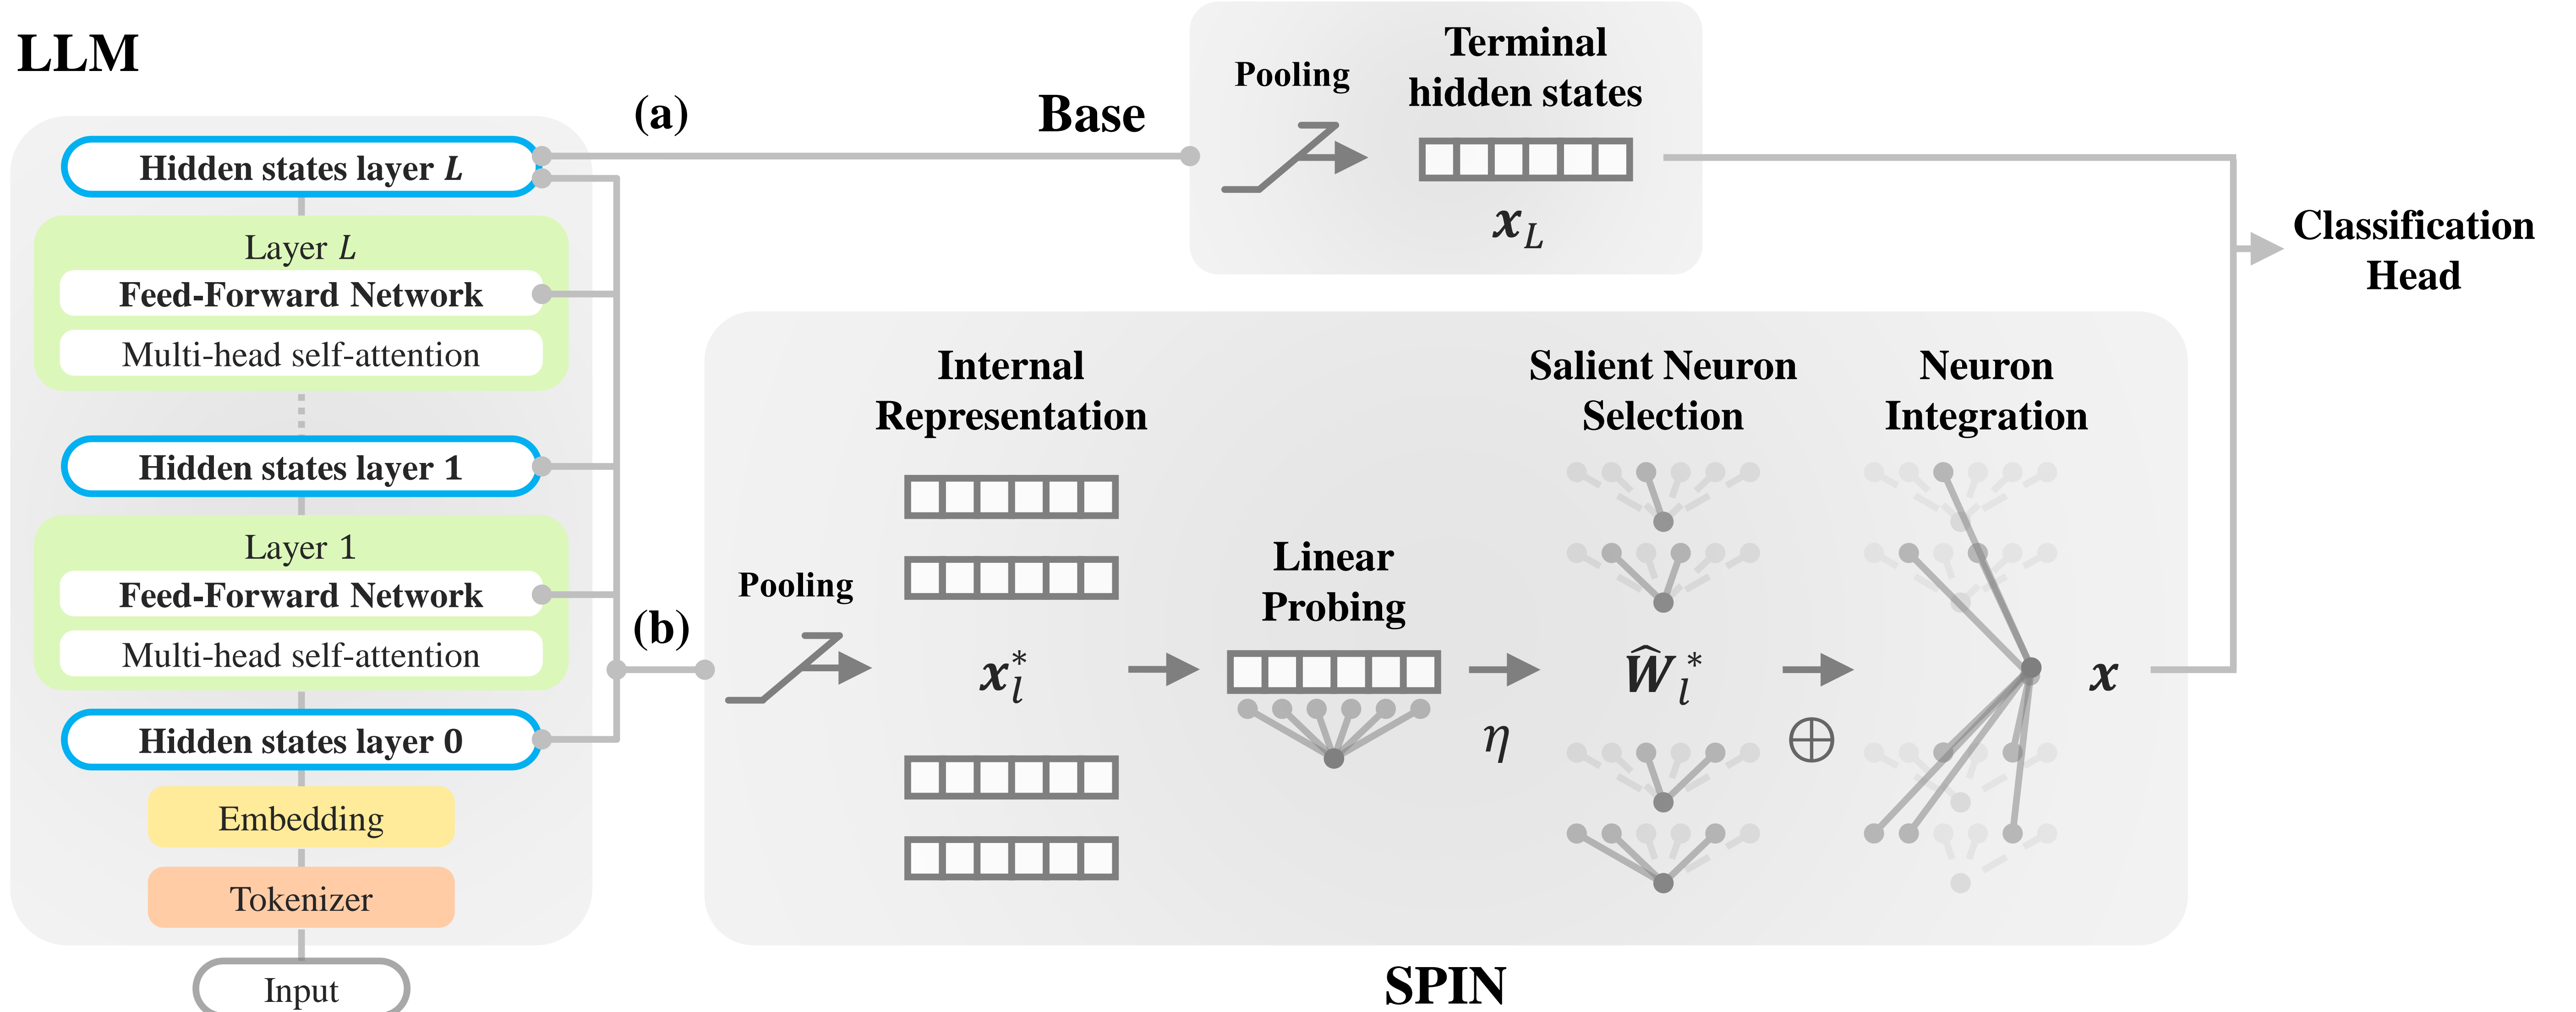 LLM
Hidden states layer L
Layer L
Feed-Forward Network
Multi-head self-attention
Hidden states layer 1
Layer 1
Feed-Forward Network
Multi-head self-attention
Hidden states layer 0
Embedding
Tokenizer
Input
(a)
Base
Pooling
Terminal
hidden states
x_L
Classification
Head
(b)
Pooling
Internal
Representation
x_l^*
Linear
Probing
η
Salient Neuron
Selection
Ŵ_l^*
⊕
Neuron
Integration
x
SPIN